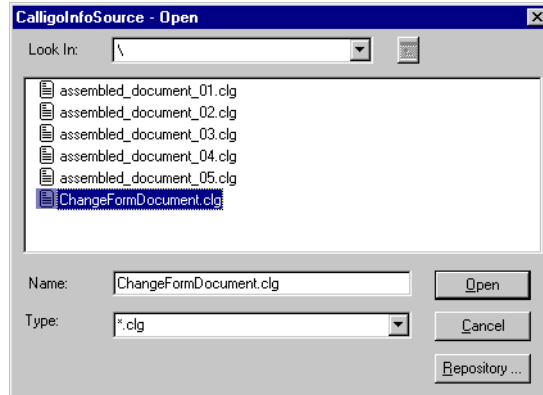 CalligoInfoSource - Open
Look In: \
assembled_document_01.clg
assembled_document_02.clg
assembled_document_03.clg
assembled_document_04.clg
assembled_document_05.clg
ChangeFormDocument.clg
Name: ChangeFormDocument.clg Open
Type: *.clg Cancel
Repository ...